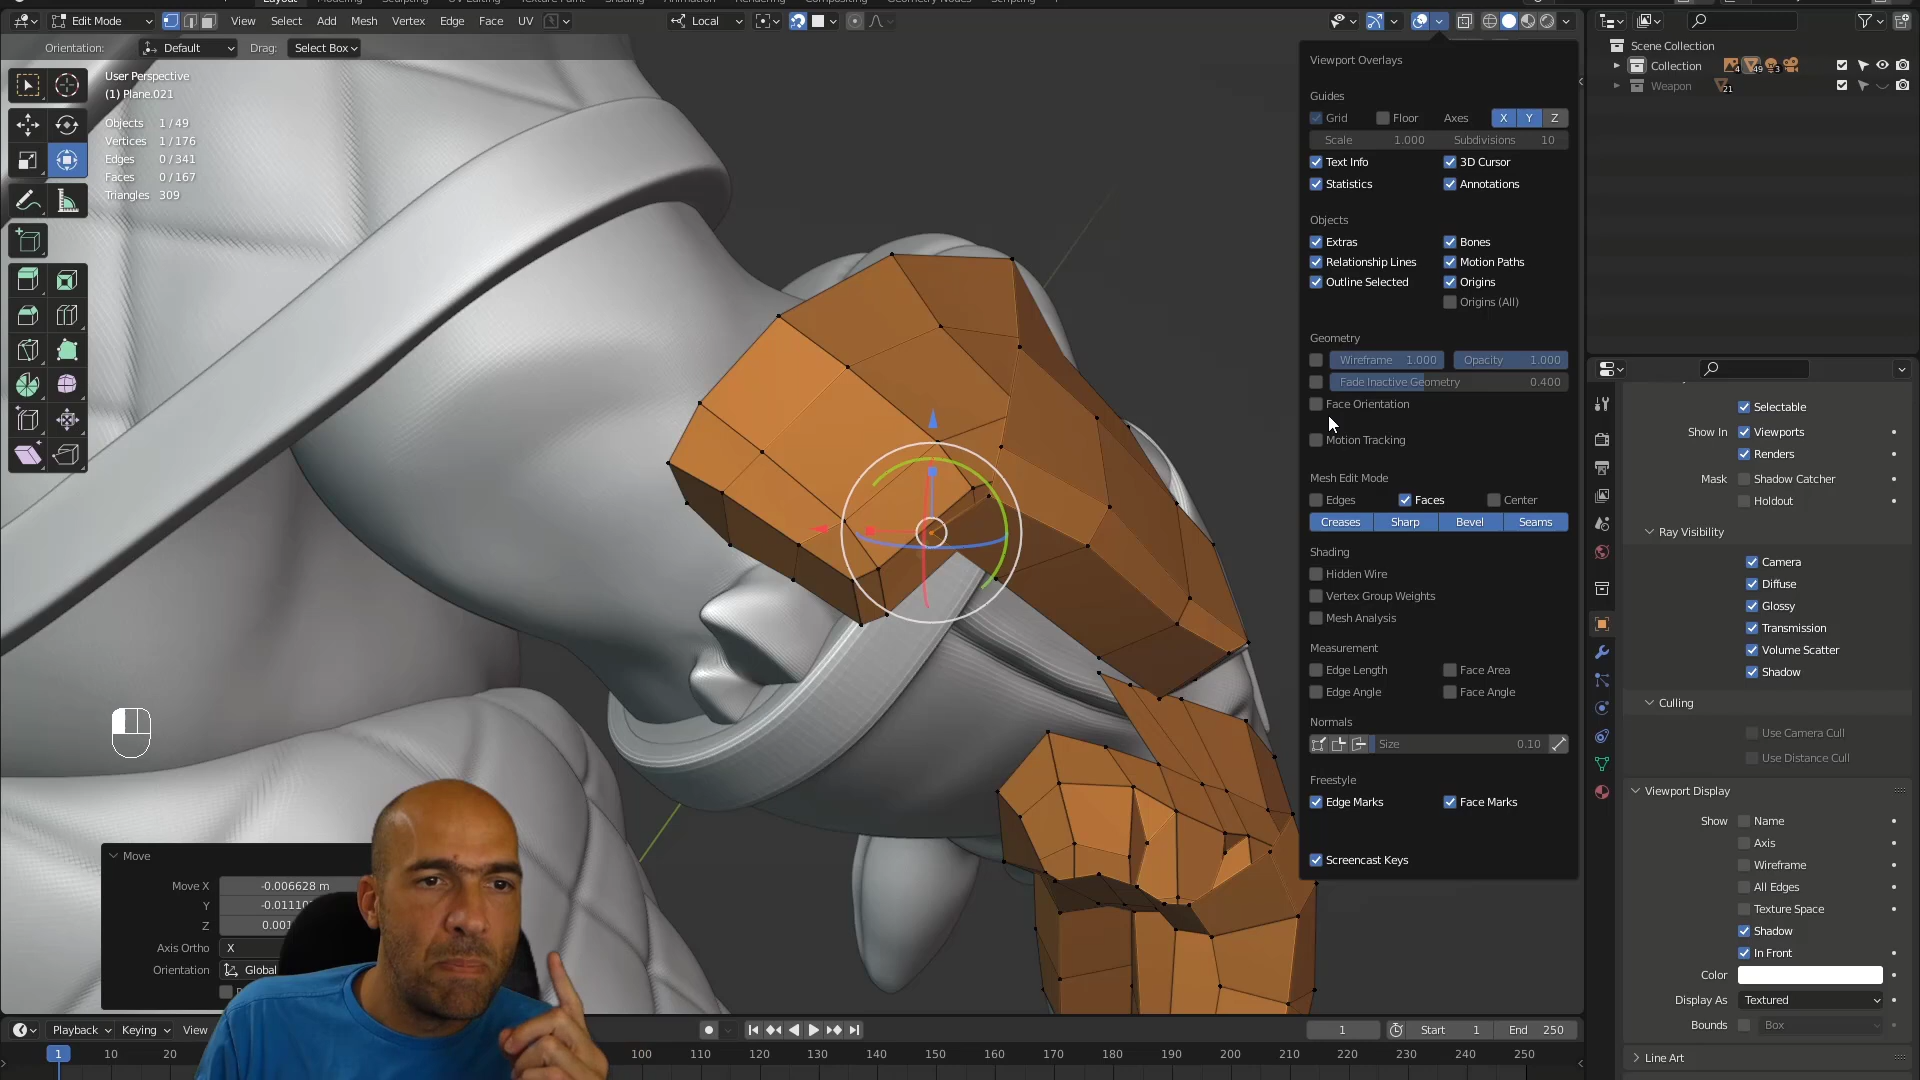 Edit Mode View Select Add Mesh Vertex Edge Face UV Local
Orientation: Default Drag: Select Box
User Perspective
(1) Plane.021
Objects 1/49
Vertices 1/176
Edges 0/341
Faces 0/167
Triangles 309
Move
Move X -0.006628 m
Y -0.01110
Z 0.001
Axis Ortho X
Orientation Global
Viewport Overlays
Guides
Grid Floor Axes X Y Z
Scale 1.000 Subdivisions 10
Text Info 3D Cursor
Statistics Annotations
Objects
Extras Bones
Relationship Lines Motion Paths
Outline Selected Origins
Origins (All)
Geometry
Wireframe 1.000 Opacity 1.000
Fade Inactive Geometry 0.400
Face Orientation
Motion Tracking
Mesh Edit Mode
Edges Faces Center
Creases Sharp Bevel Seams
Shading
Hidden Wire
Vertex Group Weights
Mesh Analysis
Measurement
Edge Length Face Area
Edge Angle Face Angle
Normals
Size 0.10
Freestyle
Edge Marks Face Marks
Screencast Keys
Scene Collection
Collection 4 49 3
Weapon 21
Selectable
Show In Viewports
Renders
Mask Shadow Catcher
Holdout
Ray Visibility
Camera
Diffuse
Glossy
Transmission
Volume Scatter
Shadow
Culling
Use Camera Cull
Use Distance Cull
Viewport Display
Show Name
Axis
Wireframe
All Edges
Texture Space
Shadow
In Front
Color
Display As Textured
Bounds Box
Line Art
Playback Keying View 1 Start 1 End 250
1 10 20 100 110 120 130 140 150 160 170 180 190 200 210 220 230 240 250